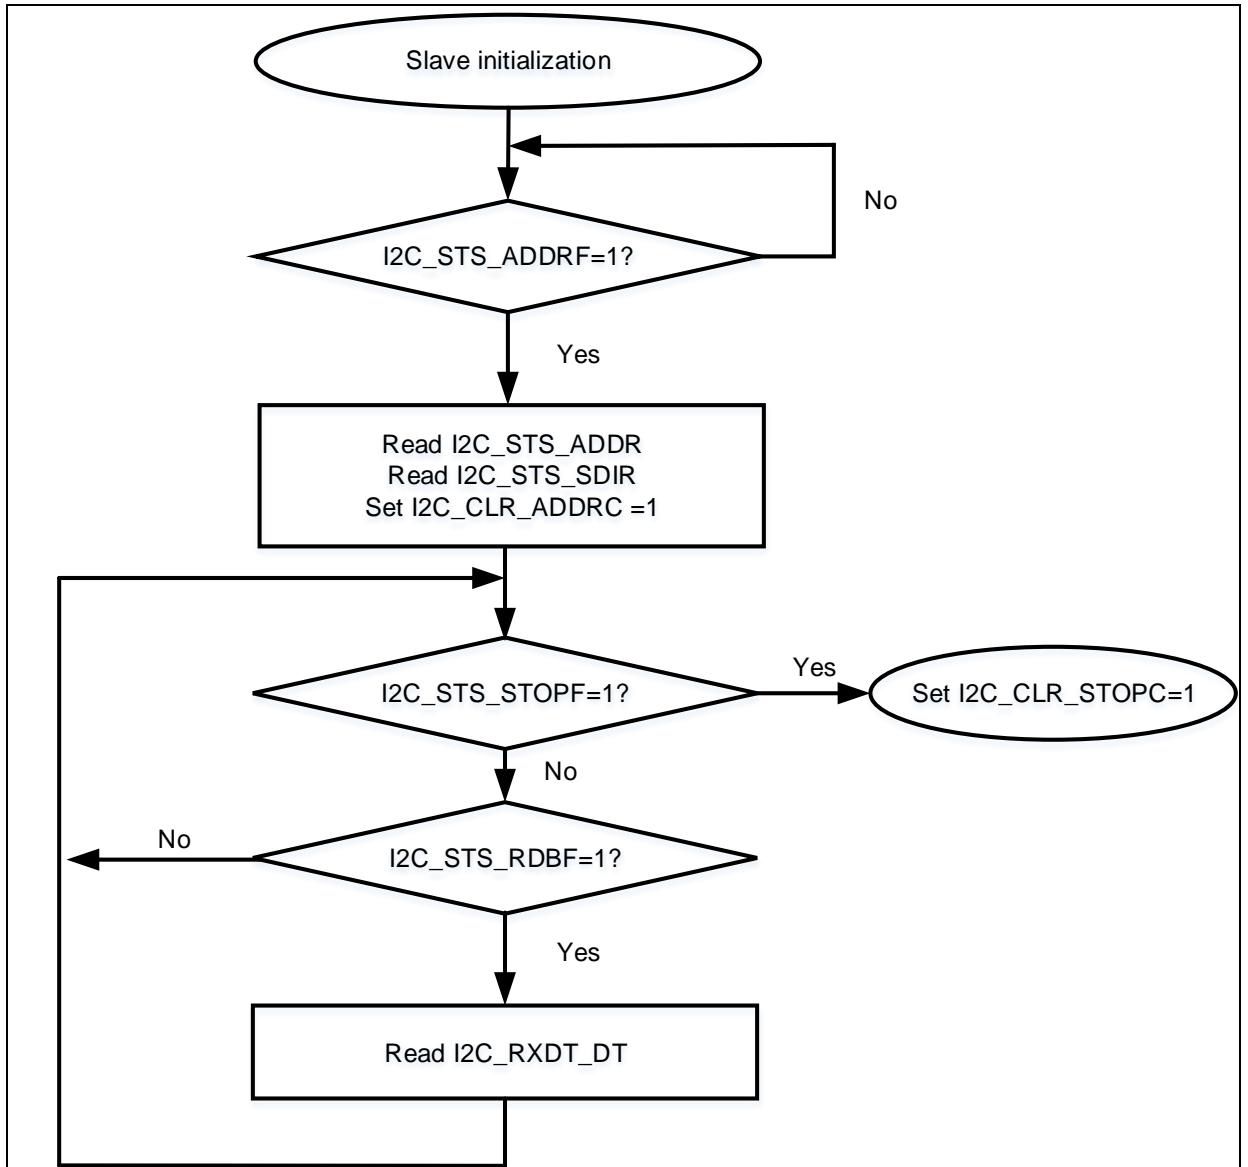 Slave initialization
No
I2C_STS_ADDRF=1?
Yes
Read I2C_STS_ADDR
Read I2C_STS_SDIR
Set I2C_CLR_ADDRC =1
I2C_STS_STOPF=1?
Yes
Set I2C_CLR_STOPC=1
No
I2C_STS_RDBF=1?
No
Yes
Read I2C_RXDT_DT